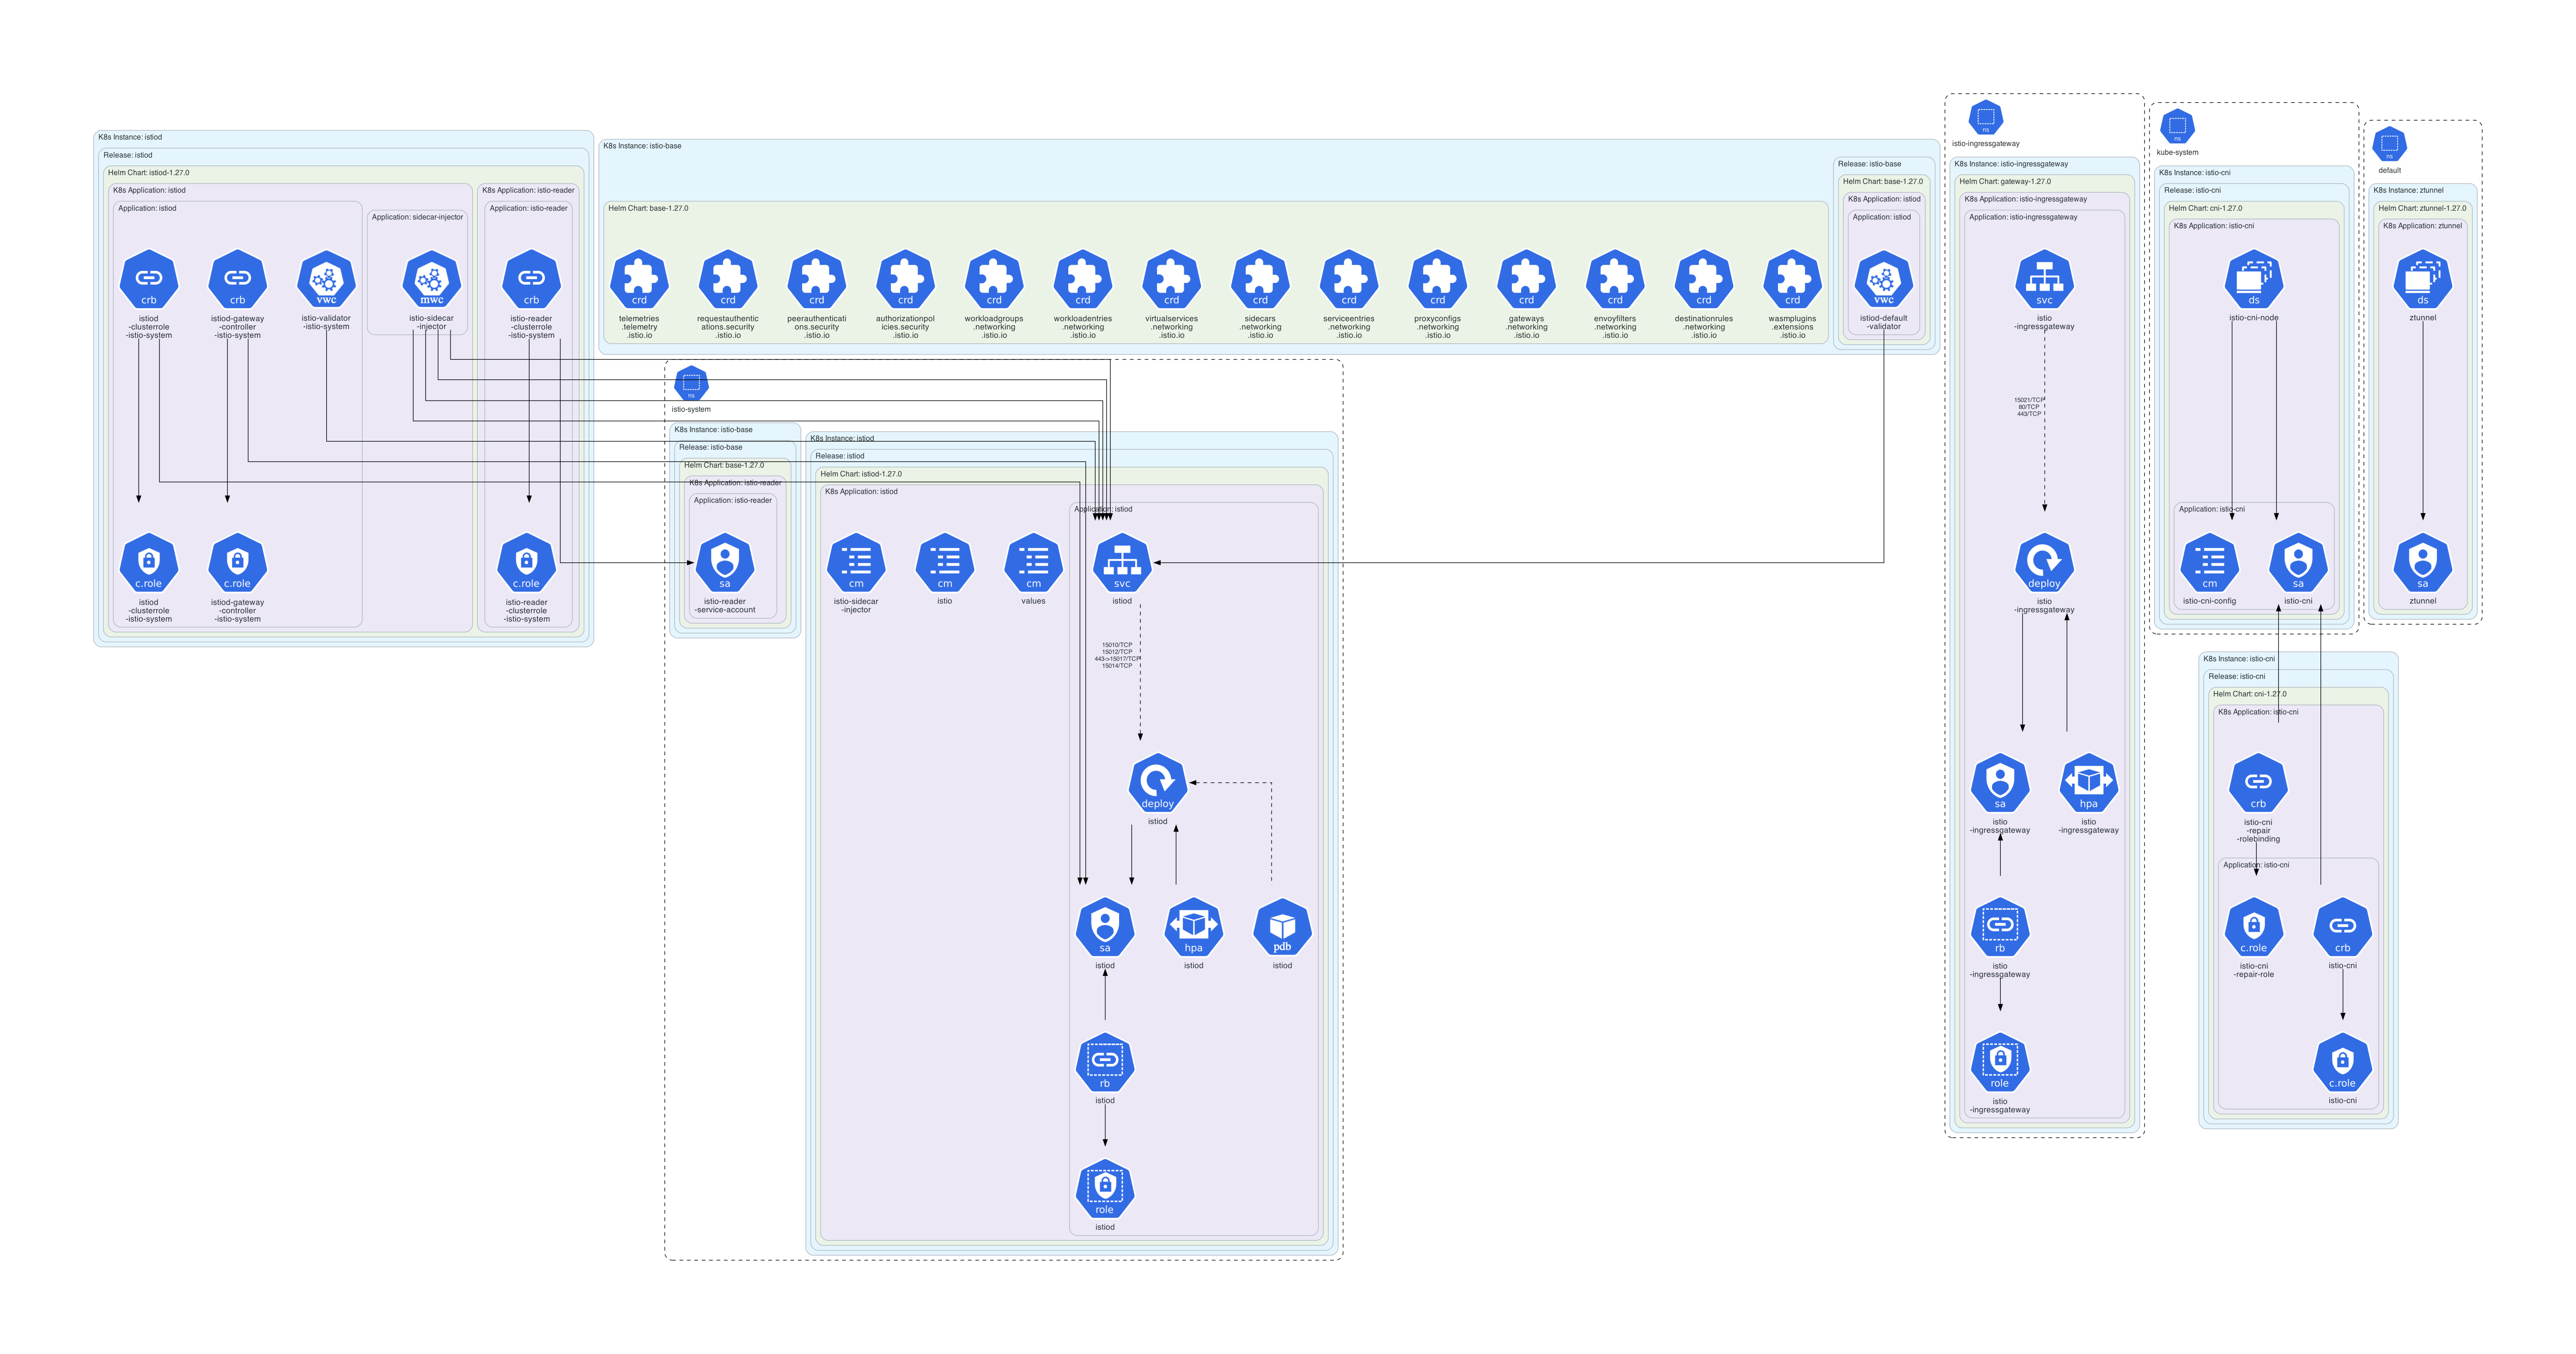 K8s Instance: istiod
Release: istiod
Helm Chart: istiod-1.27.0
K8s Application: istiod
Application: istiod
crb
istiod
-clusterrole
-istio-system
crb
istiod-gateway
-controller
-istio-system
vwc
istio-validator
-istio-system
Application: sidecar-injector
mwc
istio-sidecar
-injector
K8s Application: istio-reader
Application: istio-reader
crb
istio-reader
-clusterrole
-istio-system
c.role
istiod
-clusterrole
-istio-system
c.role
istiod-gateway
-controller
-istio-system
c.role
istio-reader
-clusterrole
-istio-system
K8s Instance: istio-base
Helm Chart: base-1.27.0
crd
telemetries
.telemetry
.istio.io
crd
requestauthentic
ations.security
.istio.io
crd
peerauthenticati
ons.security
.istio.io
crd
authorizationpol
icies.security
.istio.io
crd
workloadgroups
.networking
.istio.io
crd
workloadentries
.networking
.istio.io
crd
virtualservices
.networking
.istio.io
crd
sidecars
.networking
.istio.io
crd
serviceentries
.networking
.istio.io
crd
proxyconfigs
.networking
.istio.io
crd
gateways
.networking
.istio.io
crd
envoyfilters
.networking
.istio.io
crd
destinationrules
.networking
.istio.io
crd
wasmplugins
.extensions
.istio.io
Release: istio-base
Helm Chart: base-1.27.0
K8s Application: istiod
Application: istiod
vwc
istiod-default
-validator
ns
istio-system
K8s Instance: istio-base
Release: istio-base
Helm Chart: base-1.27.0
K8s Application: istio-reader
Application: istio-reader
sa
istio-reader
-service-account
K8s Instance: istiod
Release: istiod
Helm Chart: istiod-1.27.0
K8s Application: istiod
cm
istio-sidecar
-injector
cm
istio
cm
values
Application: istiod
svc
istiod
15010/TCP
15012/TCP
443->15017/TCP
15014/TCP
deploy
istiod
sa
istiod
hpa
istiod
pdb
istiod
rb
istiod
role
istiod
ns
istio-ingressgateway
K8s Instance: istio-ingressgateway
Helm Chart: gateway-1.27.0
K8s Application: istio-ingressgateway
Application: istio-ingressgateway
svc
istio
-ingressgateway
15021/TCP
80/TCP
443/TCP
deploy
istio
-ingressgateway
sa
istio
-ingressgateway
hpa
istio
-ingressgateway
rb
istio
-ingressgateway
role
istio
-ingressgateway
ns
kube-system
K8s Instance: istio-cni
Release: istio-cni
Helm Chart: cni-1.27.0
K8s Application: istio-cni
ds
istio-cni-node
Application: istio-cni
cm
istio-cni-config
sa
istio-cni
ns
default
K8s Instance: ztunnel
Helm Chart: ztunnel-1.27.0
K8s Application: ztunnel
ds
ztunnel
sa
ztunnel
K8s Instance: istio-cni
Release: istio-cni
Helm Chart: cni-1.27.0
K8s Application: istio-cni
crb
istio-cni
-repair
-rolebinding
Application: istio-cni
c.role
istio-cni
-repair-role
crb
istio-cni
c.role
istio-cni